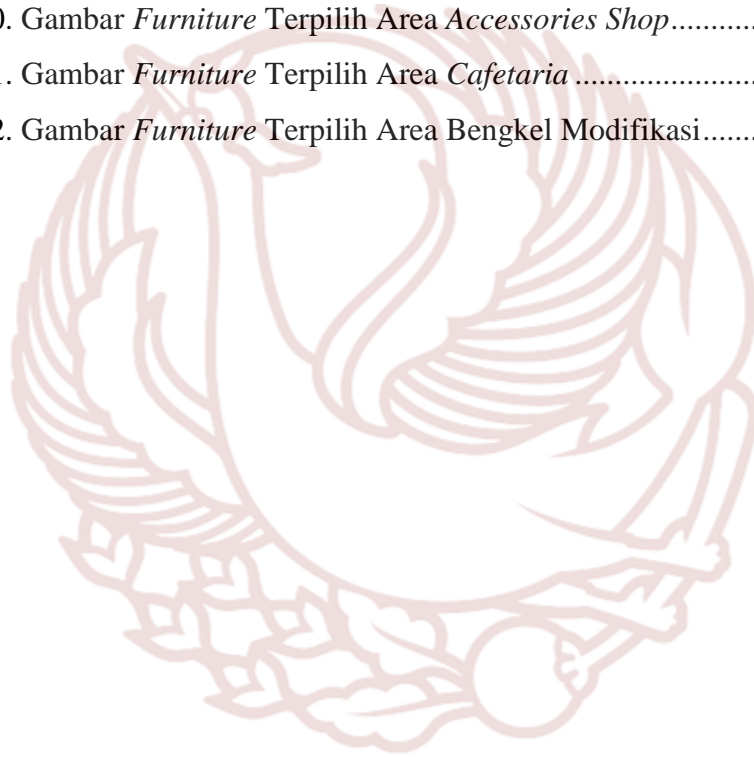 0. Gambar Furniture Terpilih Area Accessories Shop..........
1. Gambar Furniture Terpilih Area Cafetaria .....................
2. Gambar Furniture Terpilih Area Bengkel Modifikasi.......